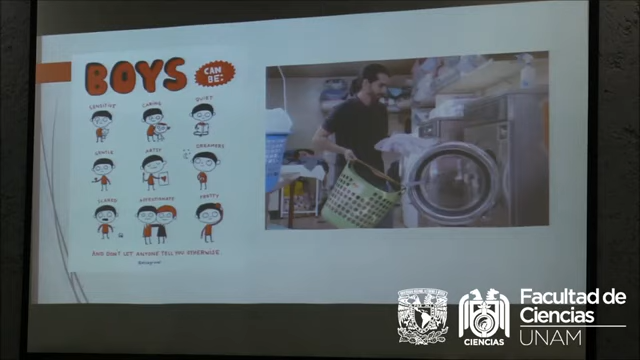 BOYS
CAN
BE:
SENSITIVE
CARING
QUIET
GENTLE
ARTSY
DREAMERS
SCARED
AFFECTIONATE
PRETTY
AND DON'T LET ANYONE TELL YOU OTHERWISE.
CIENCIAS
Facultad de
Ciencias
UNAM